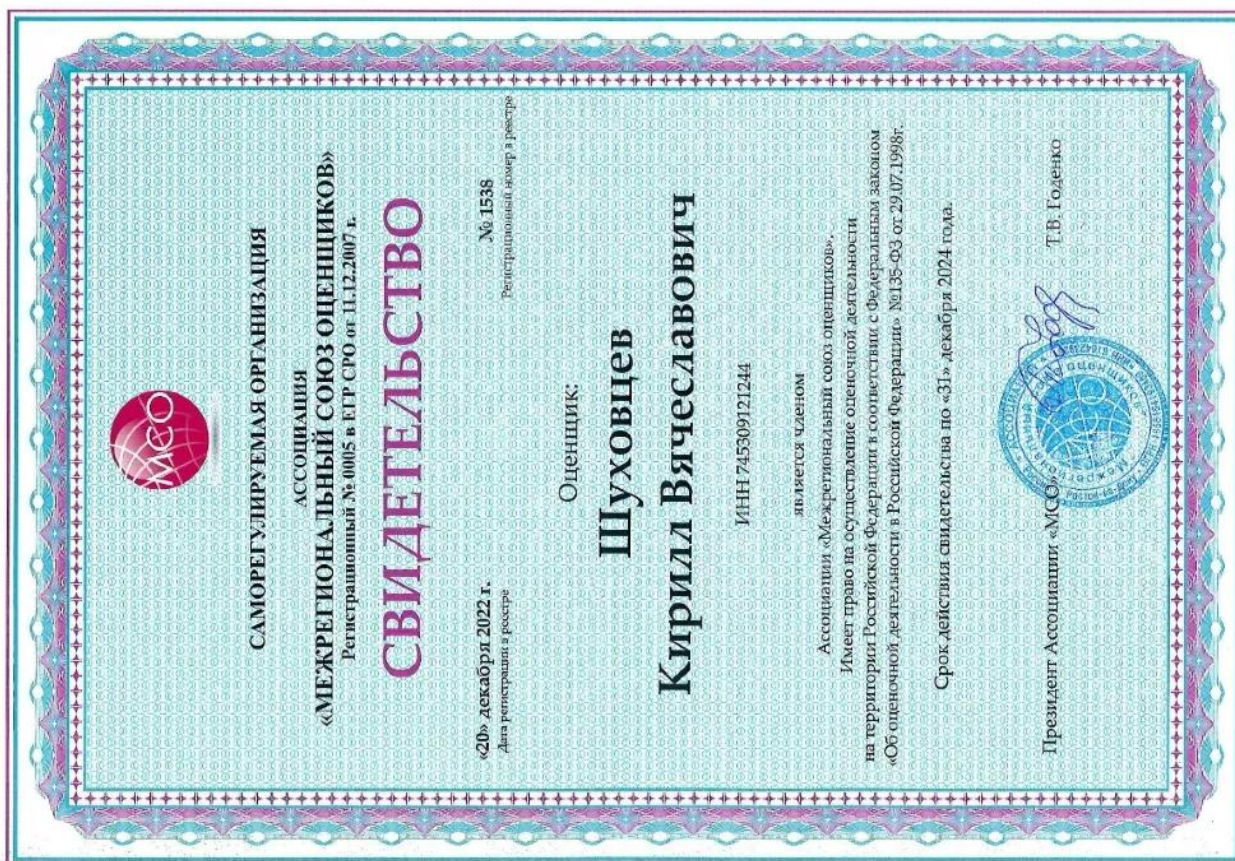 МСО
САМОРЕГУЛИРУЕМАЯ ОРГАНИЗАЦИЯ
АССОЦИАЦИЯ
«МЕЖРЕГИОНАЛЬНЫЙ СОЮЗ ОЦЕНЩИКОВ»
Регистрационный № 0005 в ЕГР СРО от 11.12.2007 г.
СВИДЕТЕЛЬСТВО
«20» декабря 2022 г. № 1538
Дата регистрации в реестре Регистрационный номер в реестре
Оценщик:
Шуховцев
Кирилл Вячеславович
ИНН 745309121244
является членом
Ассоциации «Межрегиональный союз оценщиков».
Имеет право на осуществление оценочной деятельности
на территории Российской Федерации в соответствии с Федеральным законом
«Об оценочной деятельности в Российской Федерации» №135-ФЗ от 29.07.1998г.
Срок действия свидетельства по «31» декабря 2024 года.
Президент Ассоциации «МСО» Т.В. Годенко